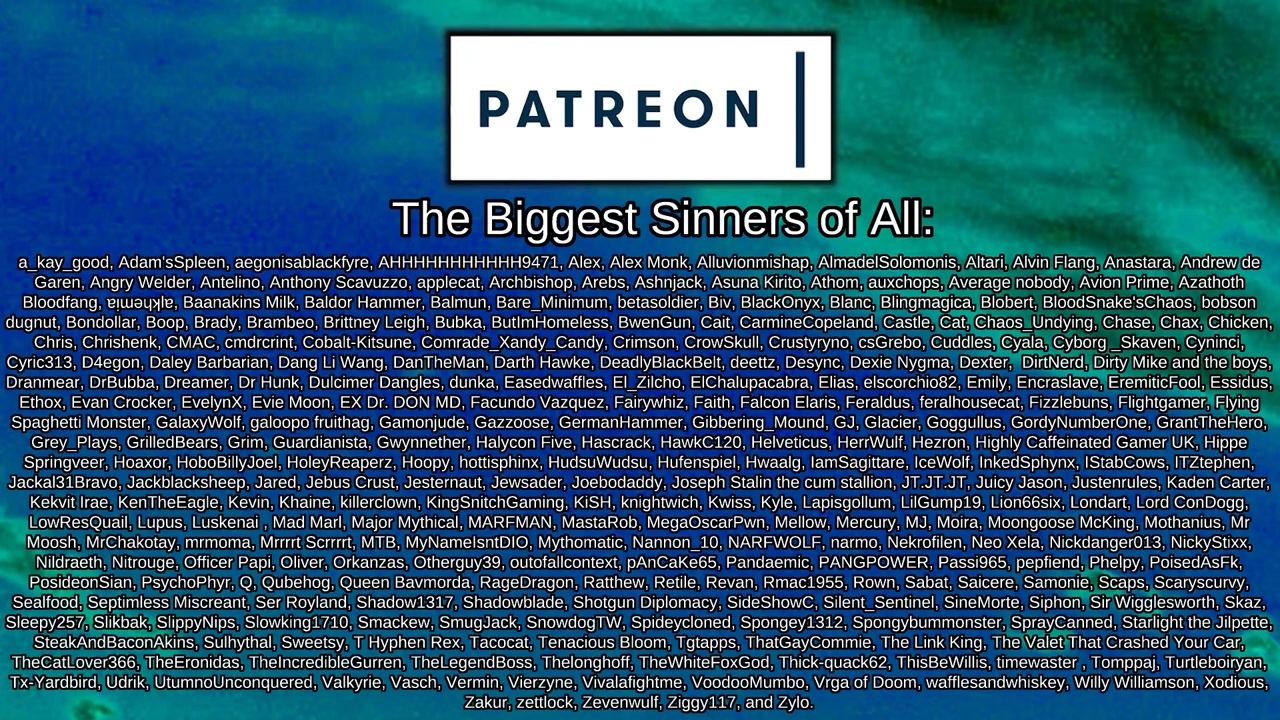 PATREON
The Biggest Sinners of All:
a_kay_good, Adam'sSpleen, aegonisablackfyre, AHHHHHHHHHHH9471, Alex, Alex Monk, Alluvionmishap, AlmadelSolomonis, Altari, Alvin Flang, Anastara, Andrew de
Garen, Angry Welder, Antelino, Anthony Scavuzzo, applecat, Archbishop, Arebs, Ashnjack, Asuna Kirito, Athom, auxchops, Average nobody, Avion Prime, Azathoth
Bloodfang, Baanakins Milk, Baldor Hammer, Balmun, Bare_Minimum, betasoldier, Biv, BlackOnyx, Blanc, Blingmagica, Blobert, BloodSnake'sChaos, bobson
dugnut, Bondollar, Boop, Brady, Brambeo, Brittney Leigh, Bubka, ButImHomeless, BwenGun, Cait, CarmineCopeland, Castle, Cat, Chaos_Undying, Chase, Chax, Chicken,
Chris, Chrishenk, CMAC, cmdrcrint, Cobalt-Kitsune, Comrade_Xandy_Candy, Crimson, CrowSkull, Crustyryno, csGrebo, Cuddles, Cyala, Cyborg _Skaven, Cyninci,
Cyric313, D4egon, Daley Barbarian, Dang Li Wang, DanTheMan, Darth Hawke, DeadlyBlackBelt, deettz, Desync, Dexie Nygma, Dexter, DirtNerd, Dirty Mike and the boys,
Dranmear, DrBubba, Dreamer, Dr Hunk, Dulcimer Dangles, dunka, Easedwaffles, El_Zilcho, ElChalupacabra, Elias, elscorchio82, Emily, Encraslave, EremiticFool, Essidus,
Ethox, Evan Crocker, EvelynX, Evie Moon, EX Dr. DON MD, Facundo Vazquez, Fairywhiz, Faith, Falcon Elaris, Feraldus, feralhousecat, Fizzlebuns, Flightgamer, Flying
Spaghetti Monster, GalaxyWolf, galoopo fruithag, Gamonjude, Gazzoose, GermanHammer, Gibbering_Mound, GJ, Glacier, Goggullus, GordyNumberOne, GrantTheHero,
Grey_Plays, GrilledBears, Grim, Guardianista, Gwynnether, Halycon Five, Hascrack, HawkC120, Helveticus, HerrWulf, Hezron, Highly Caffeinated Gamer UK, Hippe
Springveer, Hoaxor, HoboBillyJoel, HoleyReaperz, Hoopy, hottisphinx, HudsuWudsu, Hufenspiel, Hwaalg, IamSagittare, IceWolf, InkedSphynx, IStabCows, ITZtephen,
Jackal31Bravo, Jackblacksheep, Jared, Jebus Crust, Jesternaut, Jewsader, Joebodaddy, Joseph Stalin the cum stallion, JT.JT.JT, Juicy Jason, Justenrules, Kaden Carter,
Kekvit Irae, KenTheEagle, Kevin, Khaine, killerclown, KingSnitchGaming, KiSH, knightwich, Kwiss, Kyle, Lapisgollum, LilGump19, Lion66six, Londart, Lord ConDogg,
LowResQuail, Lupus, Luskenai , Mad Marl, Major Mythical, MARFMAN, MastaRob, MegaOscarPwn, Mellow, Mercury, MJ, Moira, Moongoose McKing, Mothanius, Mr
Moosh, MrChakotay, mrmoma, Mrrrrt Scrrrrt, MTB, MyNameIsntDIO, Mythomatic, Nannon_10, NARFWOLF, narmo, Nekrofilen, Neo Xela, Nickdanger013, NickyStixx,
Nildraeth, Nitrouge, Officer Papi, Oliver, Orkanzas, Otherguy39, outofallcontext, pAnCaKe65, Pandaemic, PANGPOWER, Passi965, pepfiend, Phelpy, PoisedAsFk,
PosideonSian, PsychoPhyr, Q, Qubehog, Queen Bavmorda, RageDragon, Ratthew, Retile, Revan, Rmac1955, Rown, Sabat, Saicere, Samonie, Scaps, Scaryscurvy,
Sealfood, Septimless Miscreant, Ser Royland, Shadow1317, Shadowblade, Shotgun Diplomacy, SideShowC, Silent_Sentinel, SineMorte, Siphon, Sir Wigglesworth, Skaz,
Sleepy257, Slikbak, SlippyNips, Slowking1710, Smackew, SmugJack, SnowdogTW, Spideycloned, Spongey1312, Spongybummonster, SprayCanned, Starlight the Jilpette,
SteakAndBaconAkins, Sulhythal, Sweetsy, T Hyphen Rex, Tacocat, Tenacious Bloom, Tgtapps, ThatGayCommie, The Link King, The Valet That Crashed Your Car,
TheCatLover366, TheEronidas, TheIncredibleGurren, TheLegendBoss, Thelonghoff, TheWhiteFoxGod, Thick-quack62, ThisBeWillis, timewaster , Tomppaj, Turtleboiryan,
Tx-Yardbird, Udrik, UtumnoUnconquered, Valkyrie, Vasch, Vermin, Vierzyne, Vivalafightme, VoodooMumbo, Vrga of Doom, wafflesandwhiskey, Willy Williamson, Xodious,
Zakur, zettlock, Zevenwulf, Ziggy117, and Zylo.